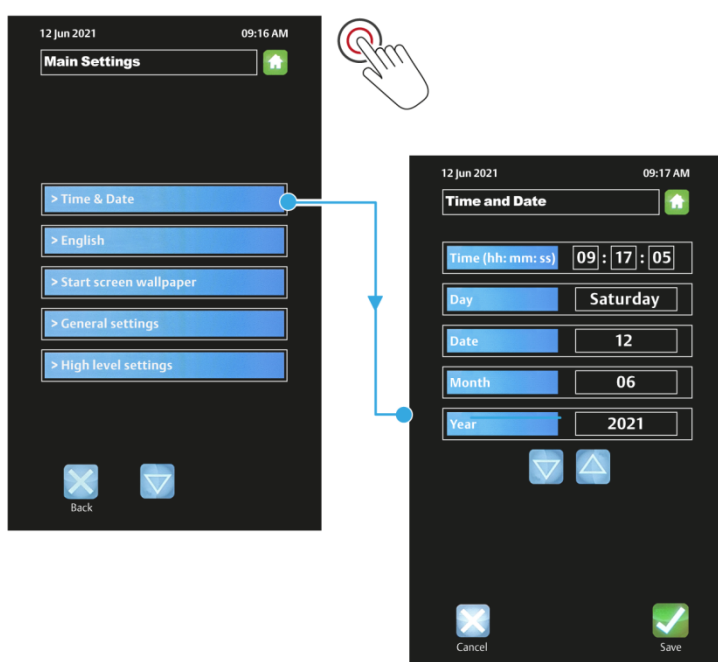 12 Jun 2021 09:16 AM
Main Settings
> Time & Date
> English
> Start screen wallpaper
> General settings
> High level settings
Back
12 Jun 2021 09:17 AM
Time and Date
Time (hh: mm: ss) 09 : 17 : 05
Day Saturday
Date 12
Month 06
Year 2021
Cancel Save